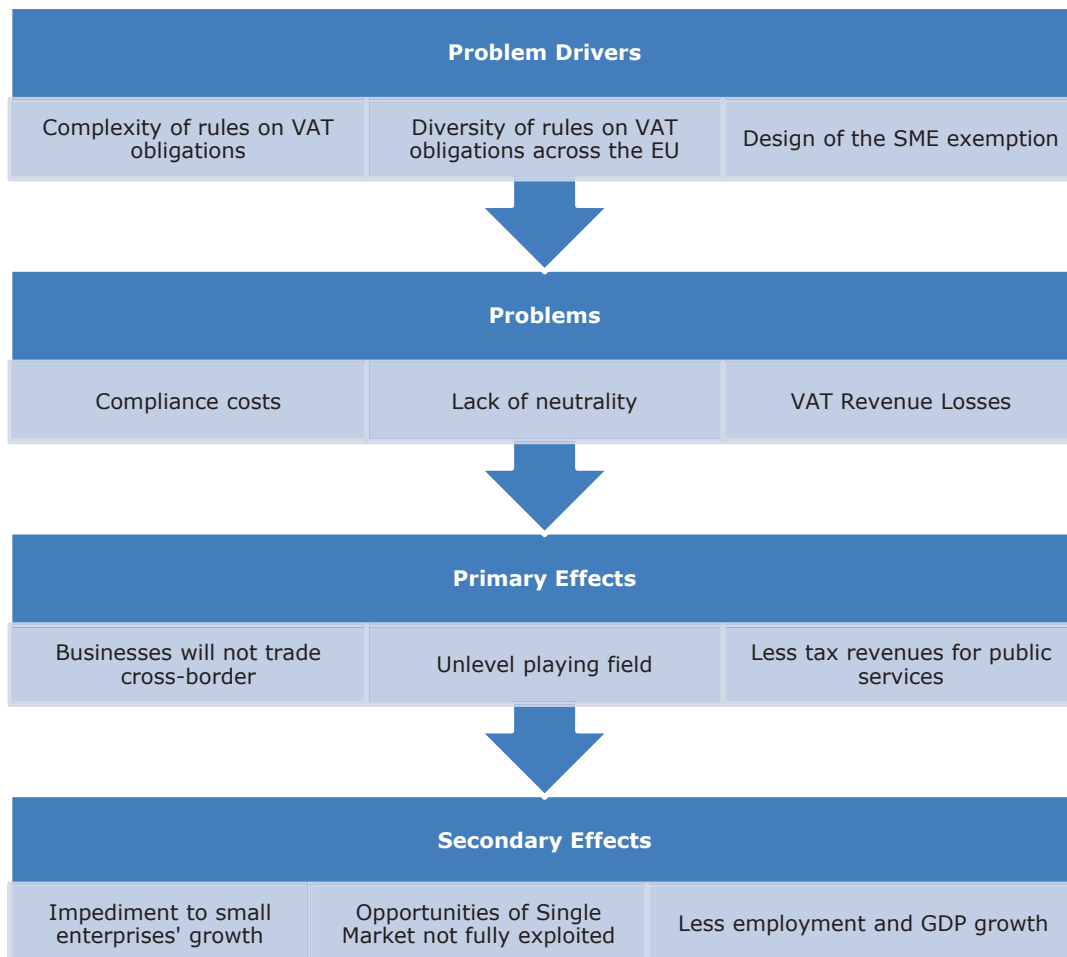 Problem Drivers
Complexity of rules on VAT
obligations
Diversity of rules on VAT
obligations across the EU
Design of the SME exemption
Problems
Compliance costs
Lack of neutrality
VAT Revenue Losses
Primary Effects
Businesses will not trade
cross-border
Unlevel playing field
Less tax revenues for public
services
Secondary Effects
Impediment to small
enterprises' growth
Opportunities of Single
Market not fully exploited
Less employment and GDP growth